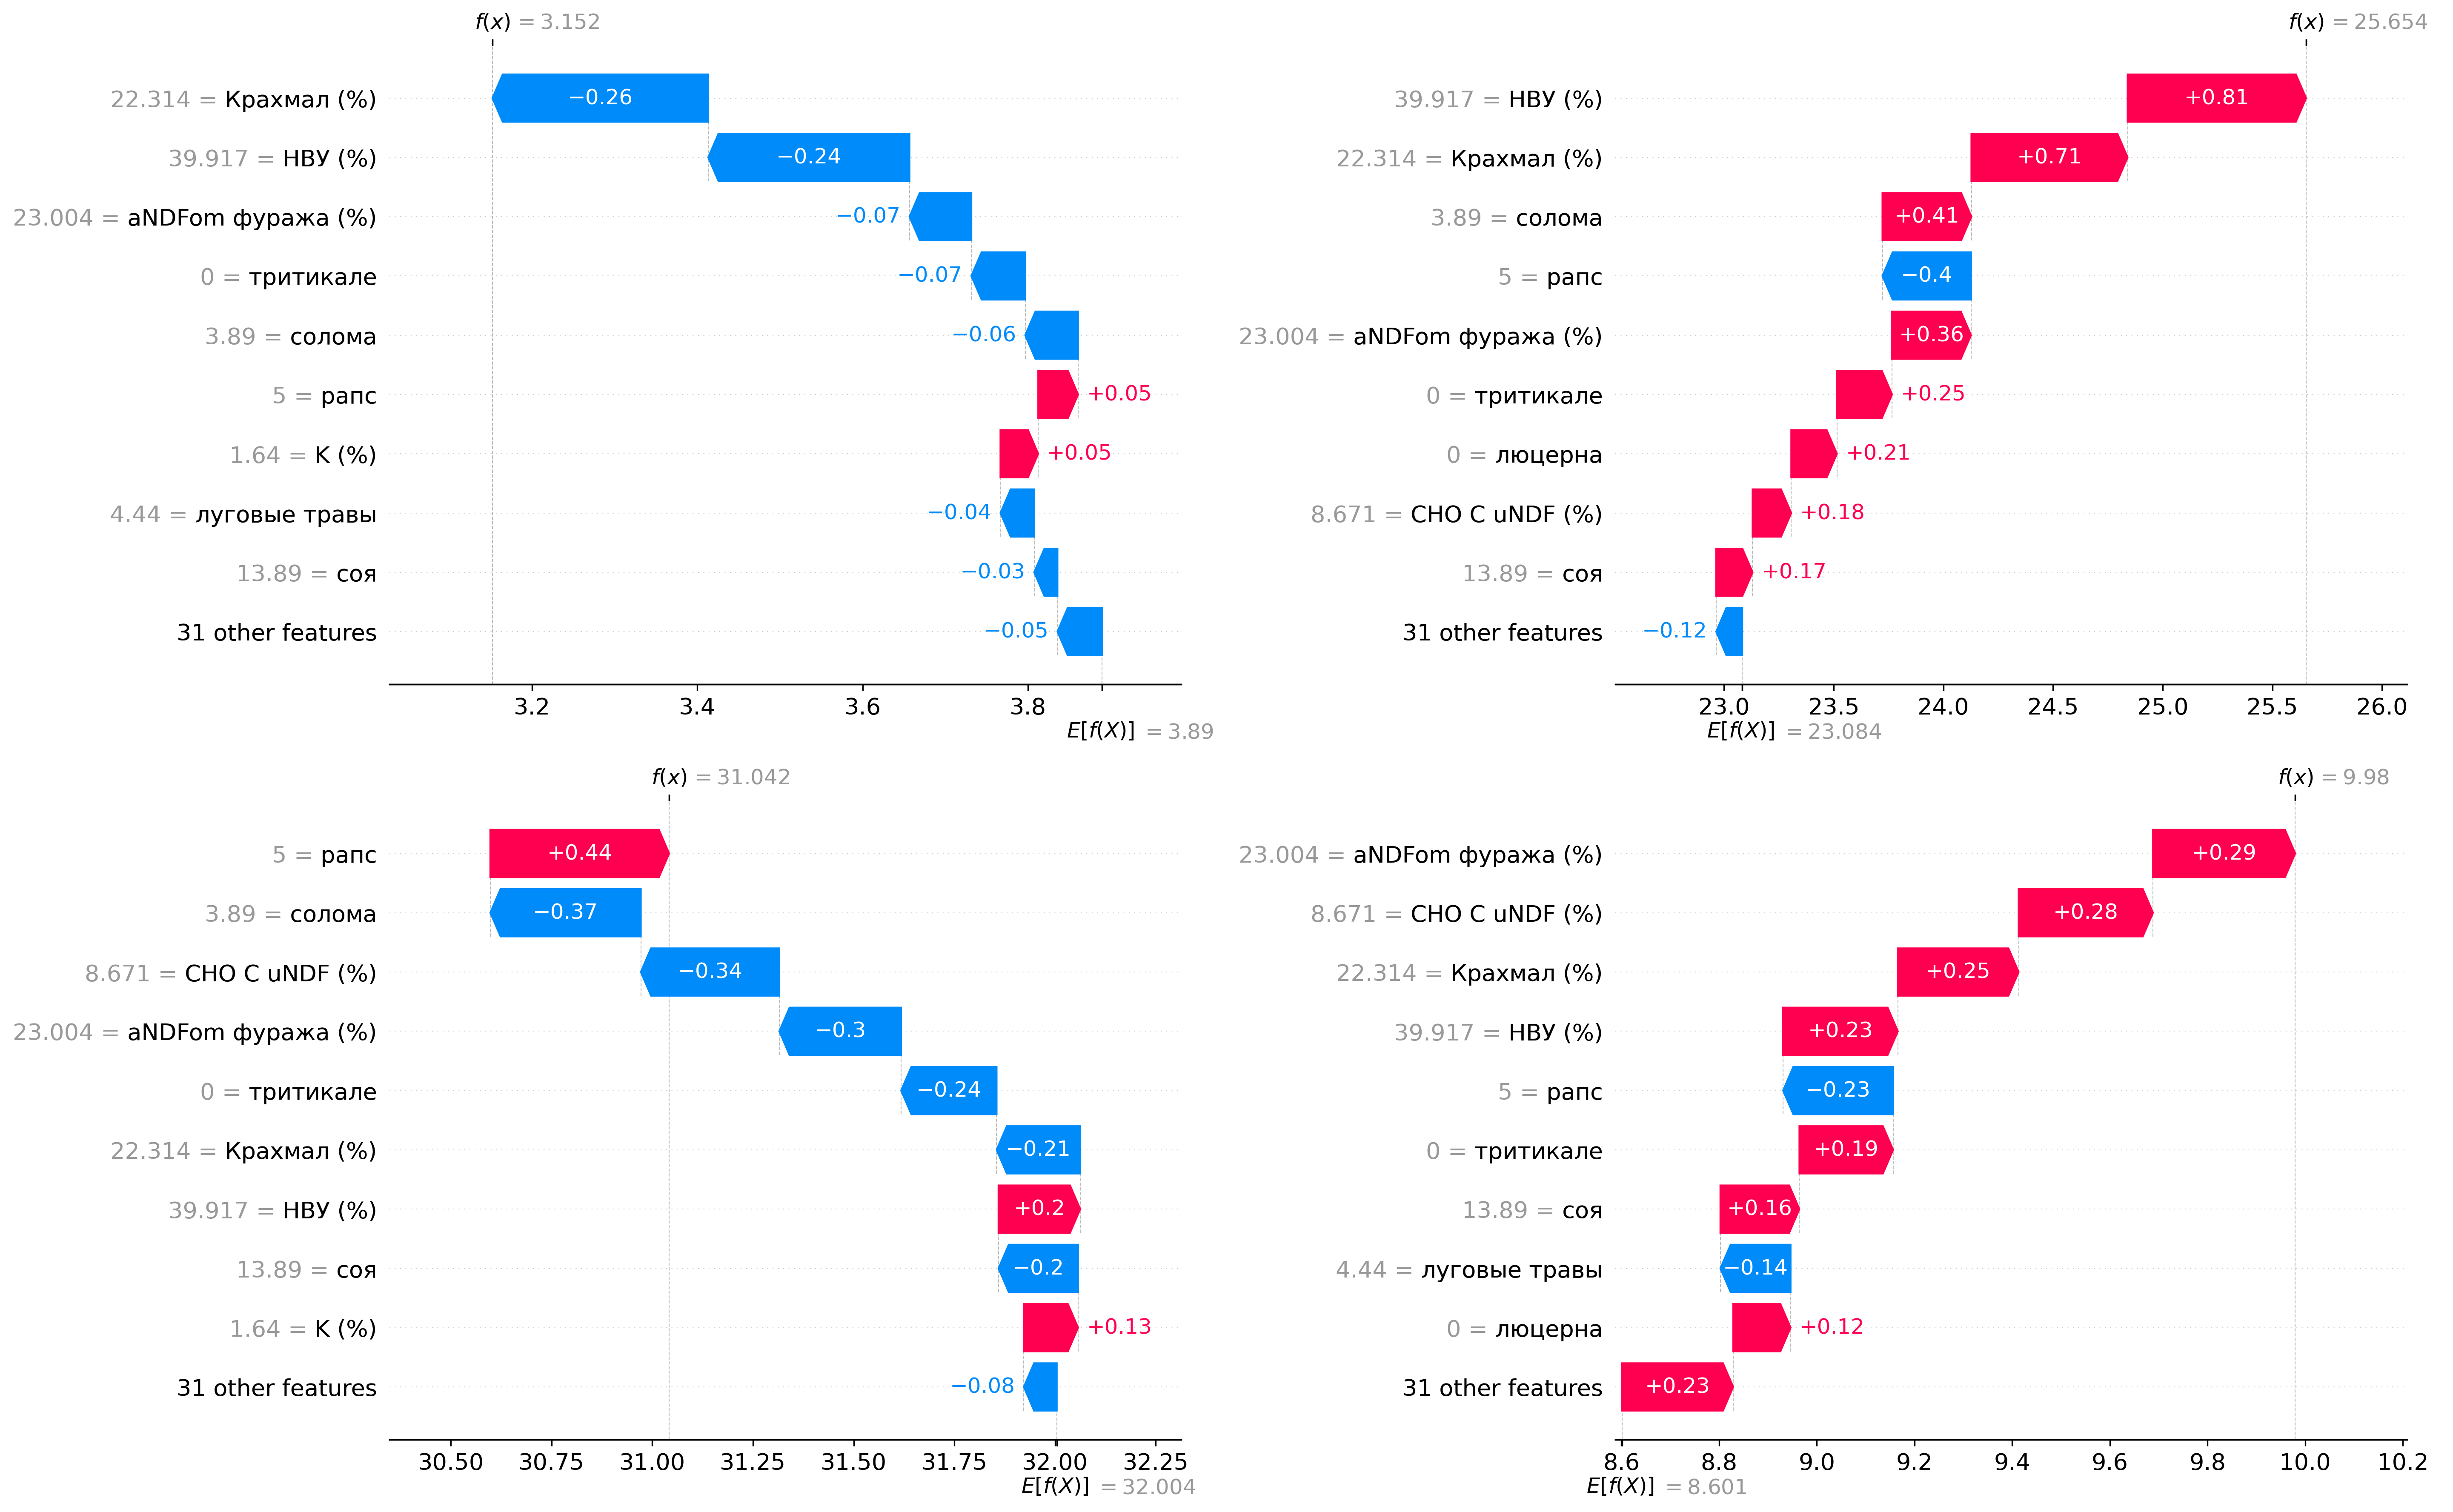 f(x) = 3.152
22.314 = Крахмал (%)
−0.26
39.917 = НВУ (%)
−0.24
23.004 = aNDFom фуража (%)
−0.07
0 = тритикале
−0.07
3.89 = солома
−0.06
5 = рапс
+0.05
1.64 = K (%)
+0.05
4.44 = луговые травы
−0.04
13.89 = соя
−0.03
31 other features
−0.05
3.2 3.4 3.6 3.8
E[f(X)] = 3.89
f(x) = 25.654
39.917 = НВУ (%)
+0.81
22.314 = Крахмал (%)
+0.71
3.89 = солома
+0.41
5 = рапс
−0.4
23.004 = aNDFom фуража (%)
+0.36
0 = тритикале
+0.25
0 = люцерна
+0.21
8.671 = CHO C uNDF (%)
+0.18
13.89 = соя
+0.17
31 other features
−0.12
23.0 23.5 24.0 24.5 25.0 25.5 26.0
E[f(X)] = 23.084
f(x) = 31.042
5 = рапс
+0.44
3.89 = солома
−0.37
8.671 = CHO C uNDF (%)
−0.34
23.004 = aNDFom фуража (%)
−0.3
0 = тритикале
−0.24
22.314 = Крахмал (%)
−0.21
39.917 = НВУ (%)
+0.2
13.89 = соя
−0.2
1.64 = K (%)
+0.13
31 other features
−0.08
30.50 30.75 31.00 31.25 31.50 31.75 32.00 32.25
E[f(X)] = 32.004
f(x) = 9.98
23.004 = aNDFom фуража (%)
+0.29
8.671 = CHO C uNDF (%)
+0.28
22.314 = Крахмал (%)
+0.25
39.917 = НВУ (%)
+0.23
5 = рапс
−0.23
0 = тритикале
+0.19
13.89 = соя
+0.16
4.44 = луговые травы
−0.14
0 = люцерна
+0.12
31 other features
+0.23
8.6 8.8 9.0 9.2 9.4 9.6 9.8 10.0 10.2
E[f(X)] = 8.601